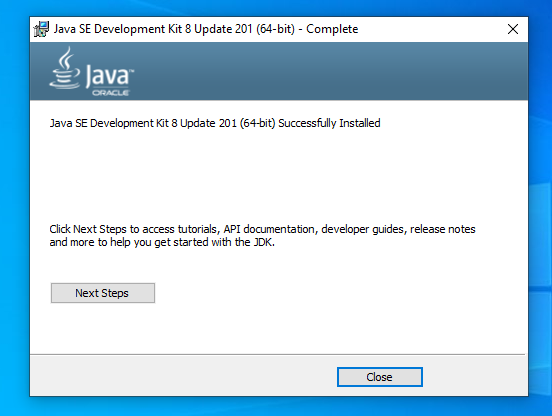 Java SE Development Kit 8 Update 201 (64-bit) - Complete
Java™
ORACLE
Java SE Development Kit 8 Update 201 (64-bit) Successfully Installed
Click Next Steps to access tutorials, API documentation, developer guides, release notes
and more to help you get started with the JDK.
Next Steps
Close